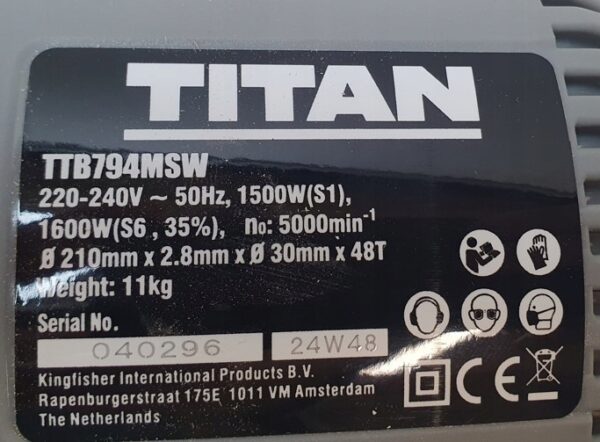 TITAN
TTB794MSW
220-240V ~ 50Hz, 1500W(S1),
1600W(S6 , 35%), n₀: 5000min⁻¹
Ø 210mm x 2.8mm x Ø 30mm x 48T
Weight: 11kg
Serial No.
040296 24W48
Kingfisher International Products B.V.
Rapenburgerstraat 175E 1011 VM Amsterdam
The Netherlands
CE